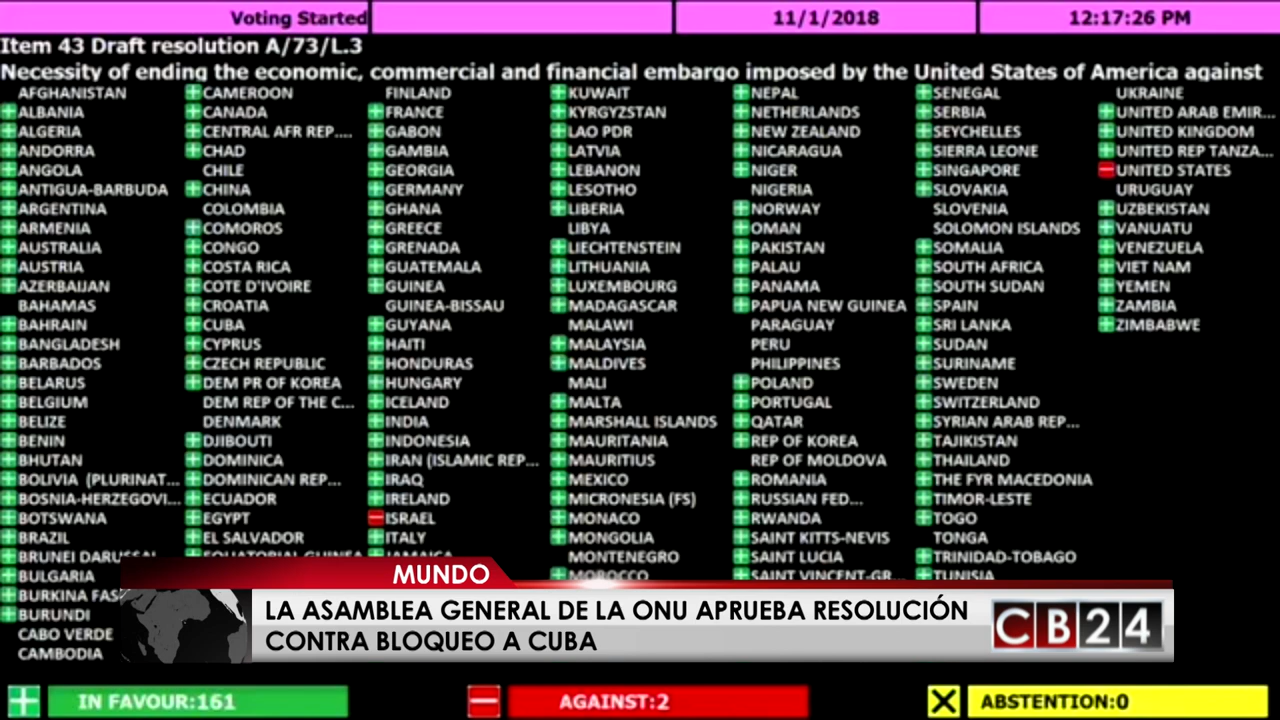 Voting Started
11/1/2018
12:17:26 PM
Item 43 Draft resolution A/73/L.3
Necessity of ending the economic, commercial and financial embargo imposed by the United States of America against
AFGHANISTAN
ALBANIA
ALGERIA
ANDORRA
ANGOLA
ANTIGUA-BARBUDA
ARGENTINA
ARMENIA
AUSTRALIA
AUSTRIA
AZERBAIJAN
BAHAMAS
BAHRAIN
BANGLADESH
BARBADOS
BELARUS
BELGIUM
BELIZE
BENIN
BHUTAN
BOLIVIA (PLURINAT...
BOSNIA-HERZEGOVI...
BOTSWANA
BRAZIL
BRUNEI DARUSSAL
BULGARIA
BURKINA FAS
BURUNDI
CABO VERDE
CAMBODIA
CAMEROON
CANADA
CENTRAL AFR REP....
CHAD
CHILE
CHINA
COLOMBIA
COMOROS
CONGO
COSTA RICA
COTE D'IVOIRE
CROATIA
CUBA
CYPRUS
CZECH REPUBLIC
DEM PR OF KOREA
DEM REP OF THE C...
DENMARK
DJIBOUTI
DOMINICA
DOMINICAN REP...
ECUADOR
EGYPT
EL SALVADOR
EQUATORIAL GUINEA
FINLAND
FRANCE
GABON
GAMBIA
GEORGIA
GERMANY
GHANA
GREECE
GRENADA
GUATEMALA
GUINEA
GUINEA-BISSAU
GUYANA
HAITI
HONDURAS
HUNGARY
ICELAND
INDIA
INDONESIA
IRAN (ISLAMIC REP...
IRAQ
IRELAND
ISRAEL
ITALY
JAMAICA
KUWAIT
KYRGYZSTAN
LAO PDR
LATVIA
LEBANON
LESOTHO
LIBERIA
LIBYA
LIECHTENSTEIN
LITHUANIA
LUXEMBOURG
MADAGASCAR
MALAWI
MALAYSIA
MALDIVES
MALI
MALTA
MARSHALL ISLANDS
MAURITANIA
MAURITIUS
MEXICO
MICRONESIA (FS)
MONACO
MONGOLIA
MONTENEGRO
MOROCCO
NEPAL
NETHERLANDS
NEW ZEALAND
NICARAGUA
NIGER
NIGERIA
NORWAY
OMAN
PAKISTAN
PALAU
PANAMA
PAPUA NEW GUINEA
PARAGUAY
PERU
PHILIPPINES
POLAND
PORTUGAL
QATAR
REP OF KOREA
REP OF MOLDOVA
ROMANIA
RUSSIAN FED...
RWANDA
SAINT KITTS-NEVIS
SAINT LUCIA
SAINT VINCENT-GR...
SENEGAL
SERBIA
SEYCHELLES
SIERRA LEONE
SINGAPORE
SLOVAKIA
SLOVENIA
SOLOMON ISLANDS
SOMALIA
SOUTH AFRICA
SOUTH SUDAN
SPAIN
SRI LANKA
SUDAN
SURINAME
SWEDEN
SWITZERLAND
SYRIAN ARAB REP...
TAJIKISTAN
THAILAND
THE FYR MACEDONIA
TIMOR-LESTE
TOGO
TONGA
TRINIDAD-TOBAGO
TUNISIA
UKRAINE
UNITED ARAB EMIR...
UNITED KINGDOM
UNITED REP TANZA...
UNITED STATES
URUGUAY
UZBEKISTAN
VANUATU
VENEZUELA
VIET NAM
YEMEN
ZAMBIA
ZIMBABWE
MUNDO
LA ASAMBLEA GENERAL DE LA ONU APRUEBA RESOLUCIÓN
CONTRA BLOQUEO A CUBA
CB24
IN FAVOUR:161
AGAINST:2
ABSTENTION:0